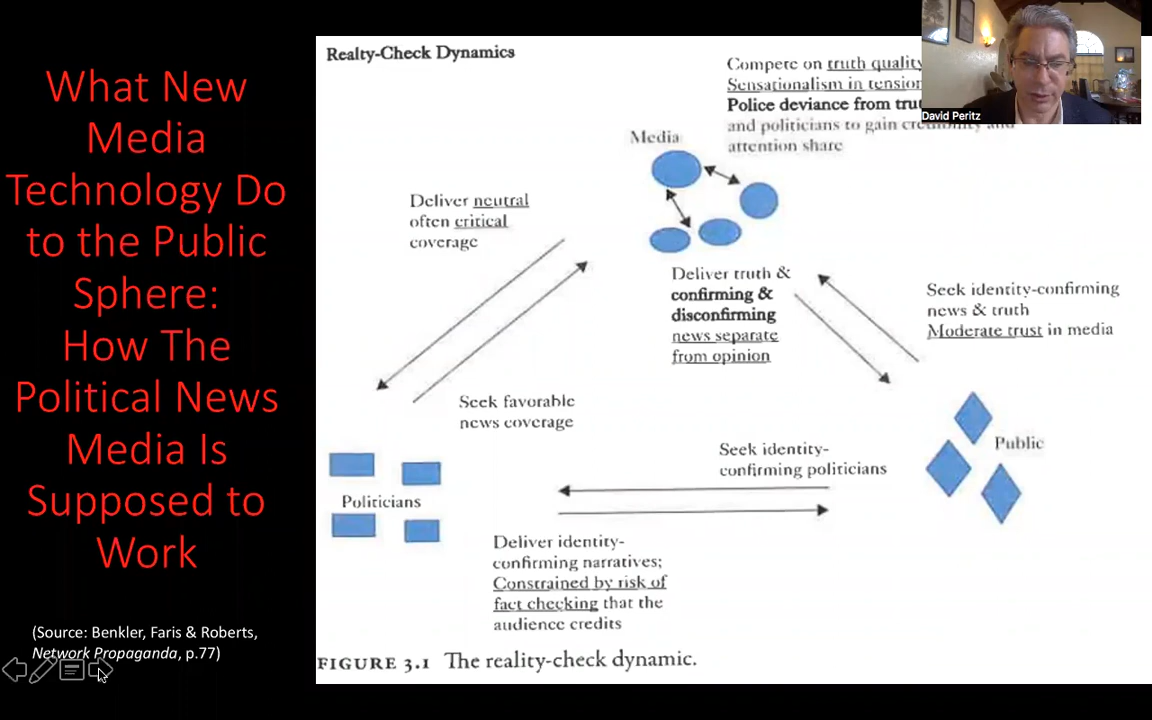 What New
Media
Technology Do
to the Public
Sphere:
How The
Political News
Media Is
Supposed to
Work
(Source: Benkler, Faris & Roberts,
Network Propaganda, p.77)
Realty-Check Dynamics
Compete on truth quality
Sensationalism in tension
Police deviance from
and politicians to gain
attention share
David Peritz
Media
Deliver neutral
often critical
coverage
Deliver truth &
confirming &
disconfirming
news separate
from opinion
Seek identity-confirming
news & truth
Moderate trust in media
Seek favorable
news coverage
Public
Seek identity-
confirming politicians
Politicians
Deliver identity-
confirming narratives;
Constrained by risk of
fact checking that the
audience credits
FIGURE 3.1 The reality-check dynamic.